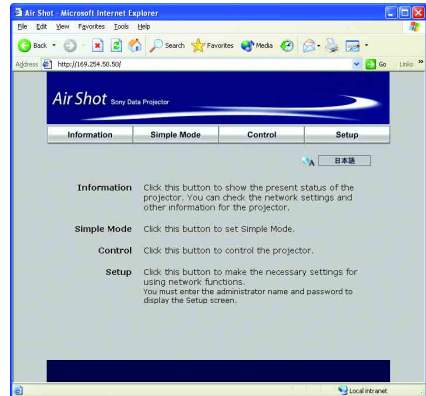 Air Shot - Microsoft Internet Explorer
File Edit View Favorites Tools Help
Back Search Favorites Media
Address http://169.254.50.50/ Go Links »
Air Shot Sony Data Projector
Information Simple Mode Control Setup
A 日本語
Information Click this button to show the present status of the
projector. You can check the network settings and
other information for the projector.
Simple Mode Click this button to set Simple Mode.
Control Click this button to control the projector.
Setup Click this button to make the necessary settings for
using network functions.
You must enter the administrator name and password to
display the Setup screen.
Local intranet